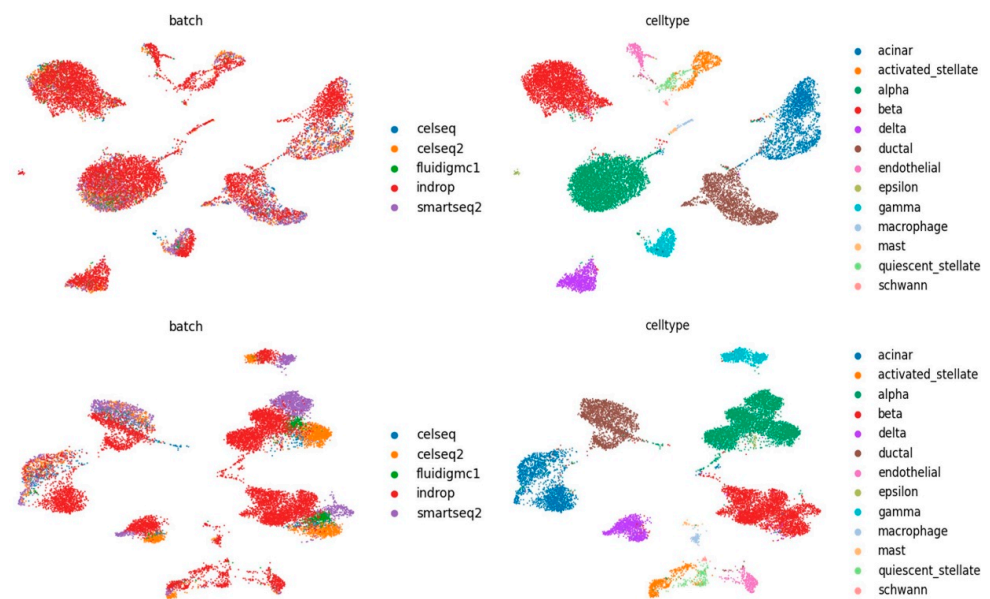 batch
celltype
celseq
celseq2
fluidigmc1
indrop
smartseq2
acinar
activated_stellate
alpha
beta
delta
ductal
endothelial
epsilon
gamma
macrophage
mast
quiescent_stellate
schwann
batch
celltype
celseq
celseq2
fluidigmc1
indrop
smartseq2
acinar
activated_stellate
alpha
beta
delta
ductal
endothelial
epsilon
gamma
macrophage
mast
quiescent_stellate
schwann